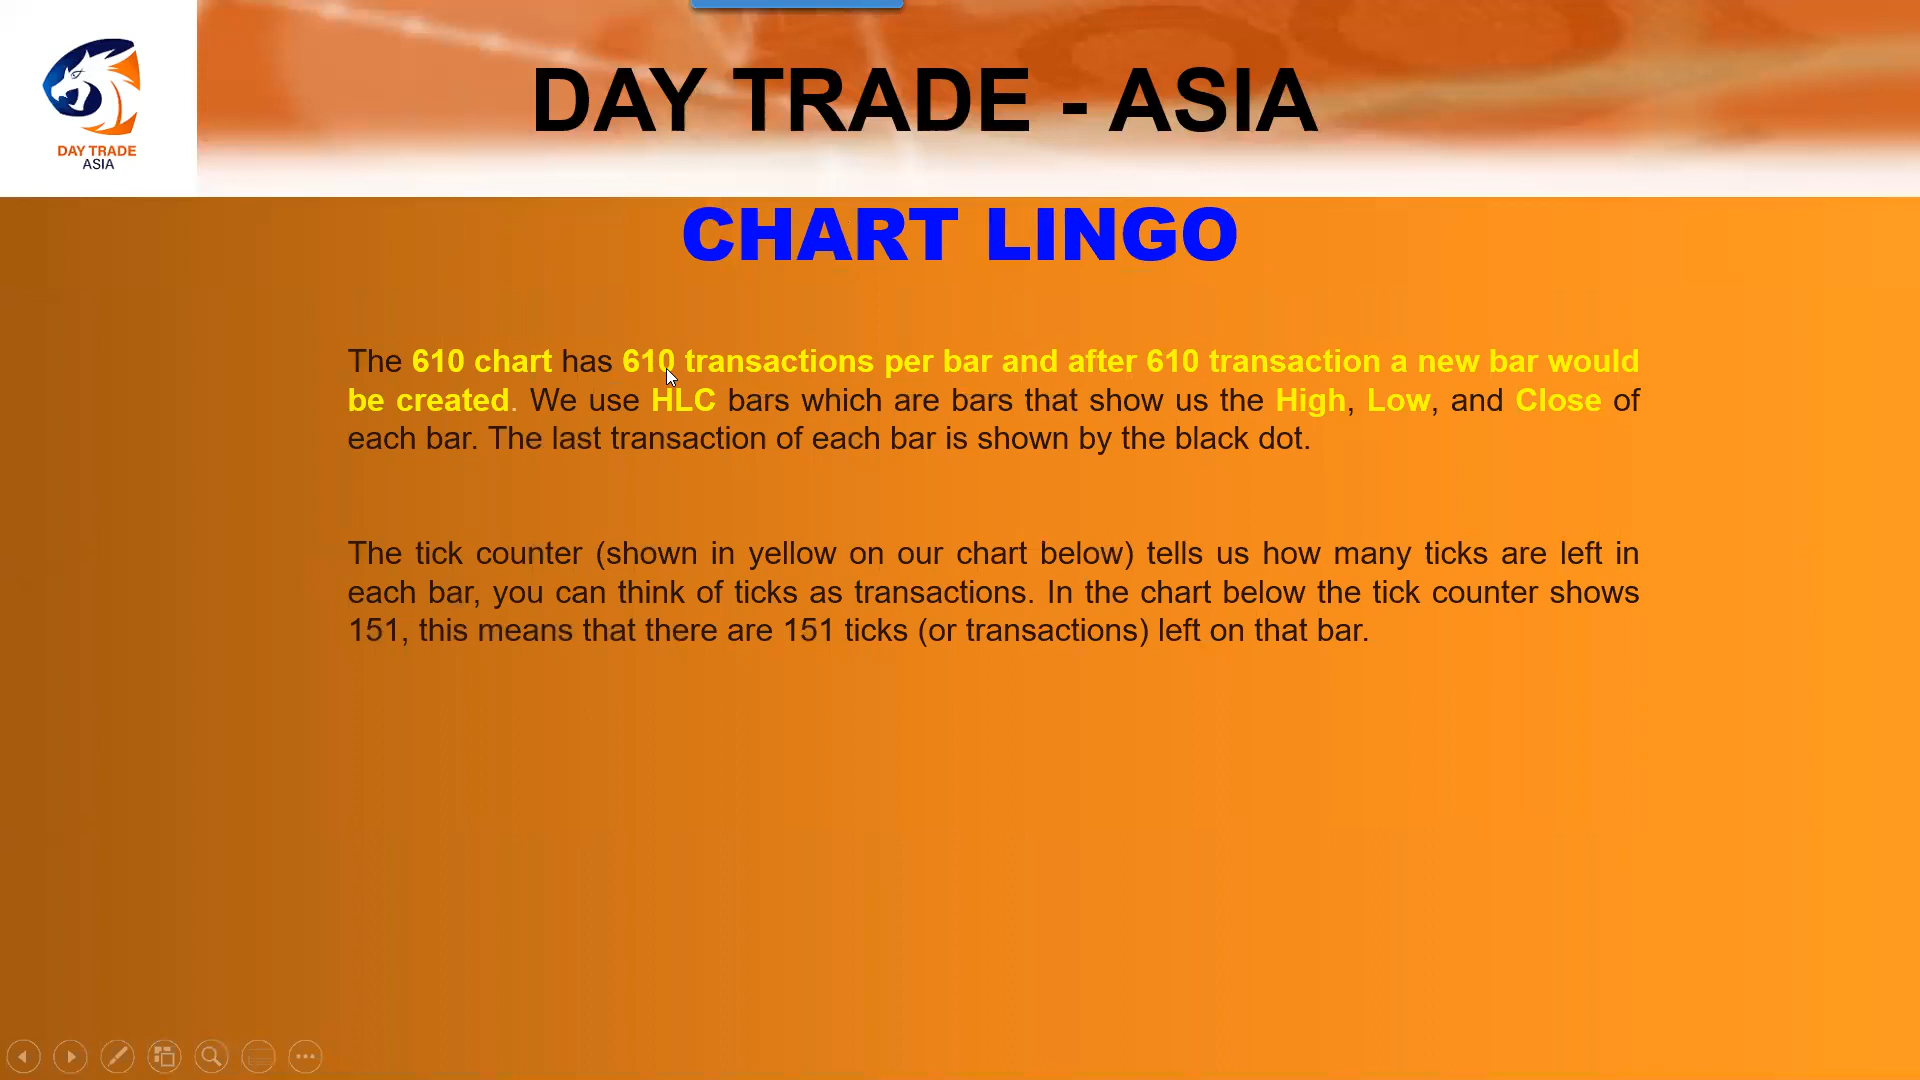 DAY TRADE
ASIA
DAY TRADE - ASIA
CHART LINGO
The 610 chart has 610 transactions per bar and after 610 transaction a new bar would
be created. We use HLC bars which are bars that show us the High, Low, and Close of
each bar. The last transaction of each bar is shown by the black dot.
The tick counter (shown in yellow on our chart below) tells us how many ticks are left in
each bar, you can think of ticks as transactions. In the chart below the tick counter shows
151, this means that there are 151 ticks (or transactions) left on that bar.